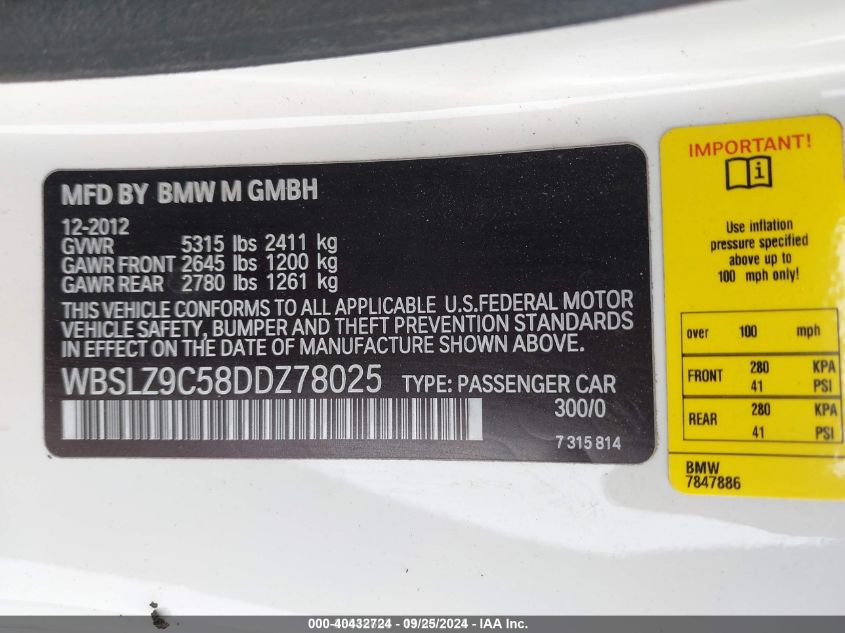 MFD BY BMW M GMBH
12-2012
GVWR 5315 lbs 2411 kg
GAWR FRONT 2645 lbs 1200 kg
GAWR REAR 2780 lbs 1261 kg
THIS VEHICLE CONFORMS TO ALL APPLICABLE U.S.FEDERAL MOTOR
VEHICLE SAFETY, BUMPER AND THEFT PREVENTION STANDARDS
IN EFFECT ON THE DATE OF MANUFACTURE SHOWN ABOVE.
WBSLZ9C58DDZ78025 TYPE: PASSENGER CAR
300/0
7 315 814
IMPORTANT!
i
Use inflation
pressure specified
above up to
100 mph only!
over 100 mph
FRONT 280 KPA
41 PSI
REAR 280 KPA
41 PSI
BMW
7847886
000-40432724 - 09/25/2024 - IAA Inc.